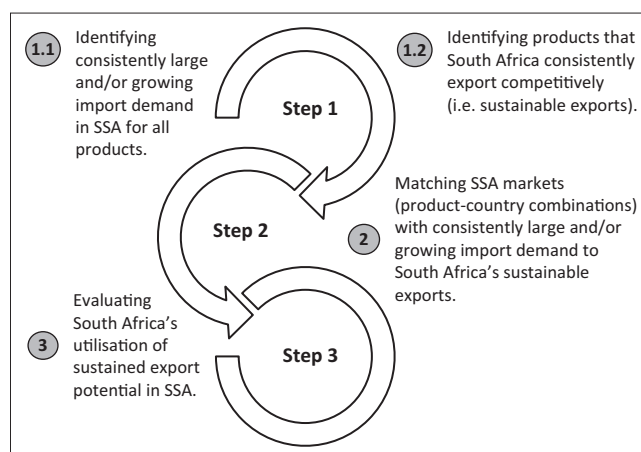 1.1
Identifying
consistently large
and/or growing
import demand
in SSA for all
products.
Step 1
1.2
Identifying products that
South Africa consistently
export competitively
(i.e. sustainable exports).
Step 2
2
Matching SSA markets
(product-country combinations)
with consistently large and/or
growing import demand to
South Africa’s sustainable
exports.
3
Evaluating
South Africa’s
utilisation of
sustained export
potential in SSA.
Step 3